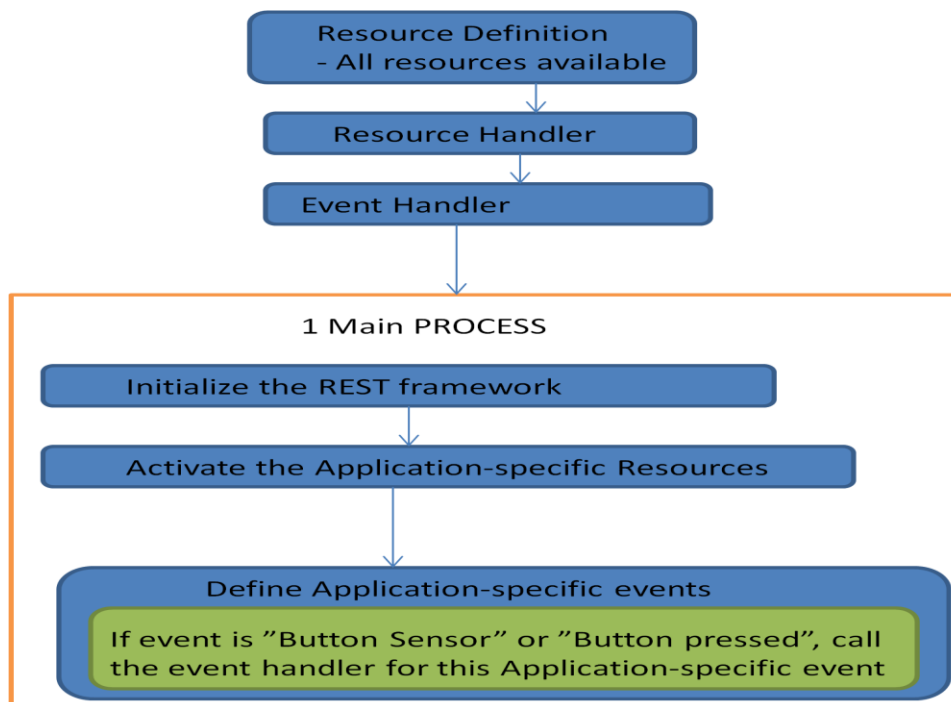 Resource Definition
- All resources available
Resource Handler
Event Handler
1 Main PROCESS
Initialize the REST framework
Activate the Application-specific Resources
Define Application-specific events
If event is ”Button Sensor” or ”Button pressed”, call
the event handler for this Application-specific event